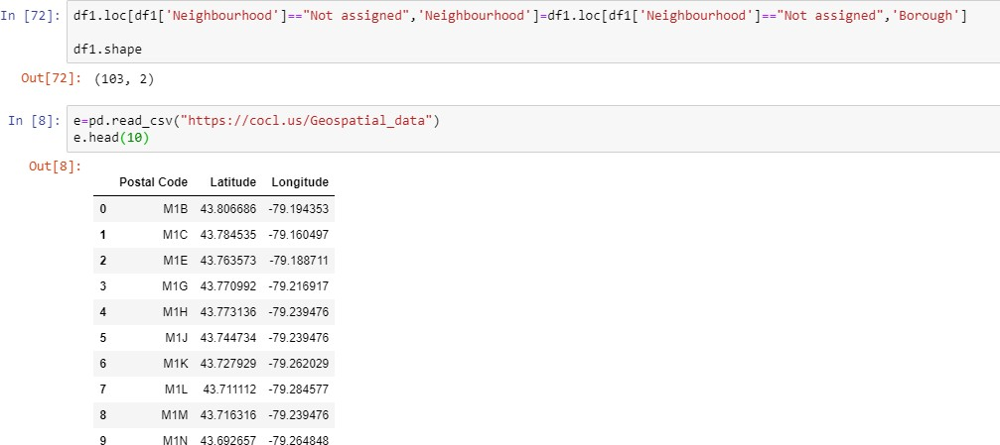 In [72]: df1.loc[df1['Neighbourhood']=="Not assigned",'Neighbourhood']=df1.loc[df1['Neighbourhood']=="Not assigned",'Borough']
df1.shape
Out[72]: (103, 2)
In [8]: e=pd.read_csv("https://cocl.us/Geospatial_data")
e.head(10)
Out[8]:
Postal Code Latitude Longitude
0 M1B 43.806686 -79.194353
1 M1C 43.784535 -79.160497
2 M1E 43.763573 -79.188711
3 M1G 43.770992 -79.216917
4 M1H 43.773136 -79.239476
5 M1J 43.744734 -79.239476
6 M1K 43.727929 -79.262029
7 M1L 43.711112 -79.284577
8 M1M 43.716316 -79.239476
9 M1N 43.692657 -79.264848